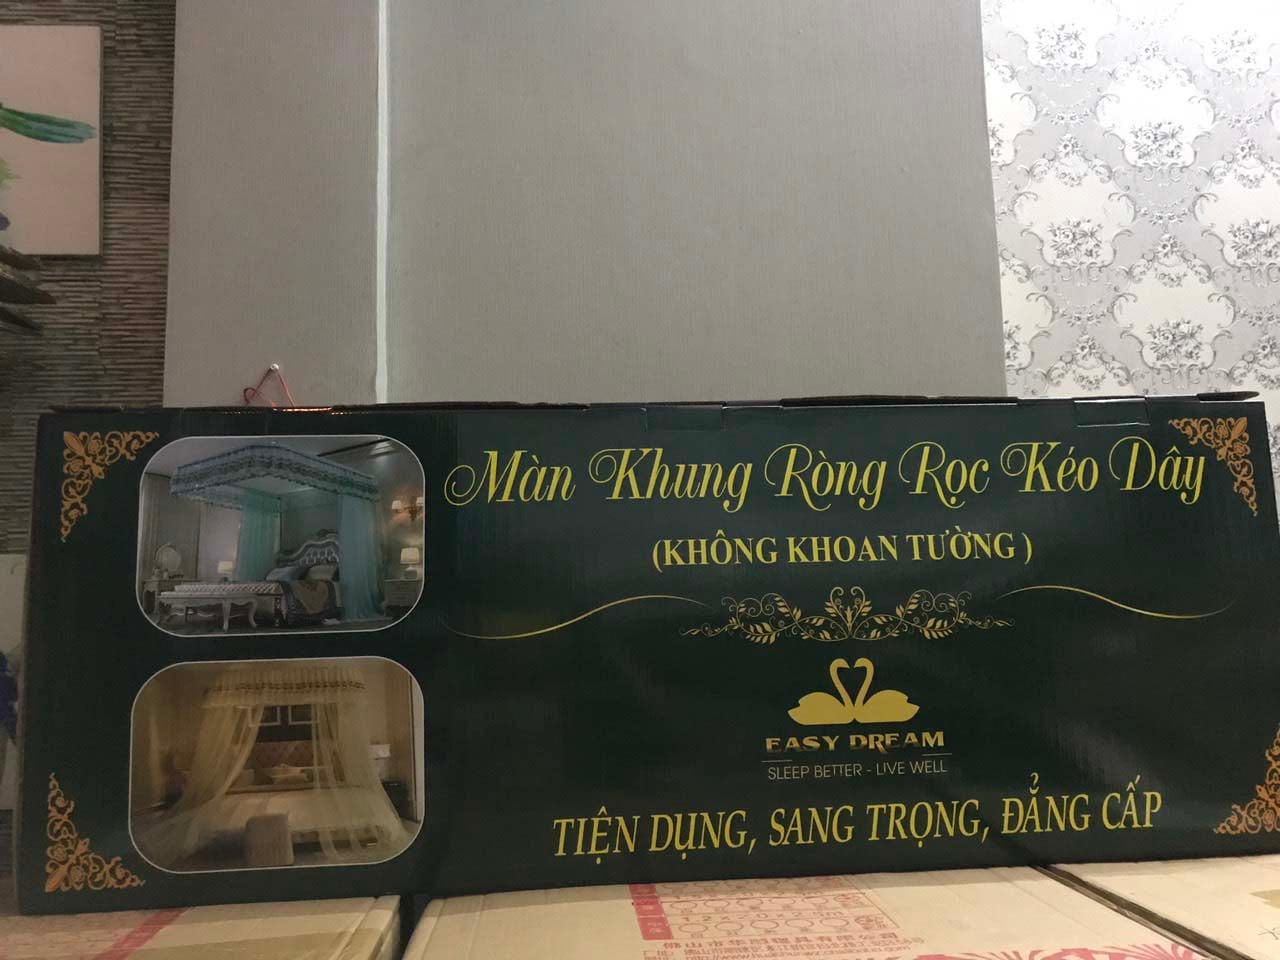 Màn Khung Ròng Rọc Kéo Dây
(KHÔNG KHOAN TƯỜNG )
EASY DREAM
SLEEP BETTER - LIVE WELL
TIỆN DỤNG, SANG TRỌNG, ĐẲNG CẤP